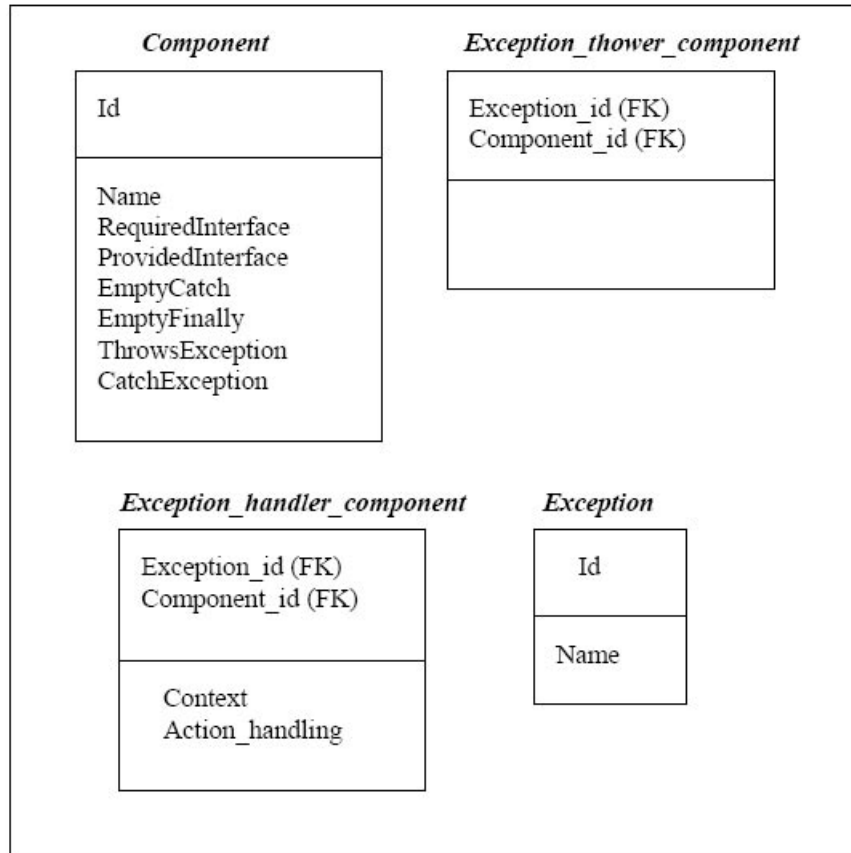 Component
Id
Name
RequiredInterface
ProvidedInterface
EmptyCatch
EmptyFinally
ThrowsException
CatchException
Exception_thower_component
Exception_id (FK)
Component_id (FK)
Exception_handler_component
Exception_id (FK)
Component_id (FK)
Context
Action_handling
Exception
Id
Name